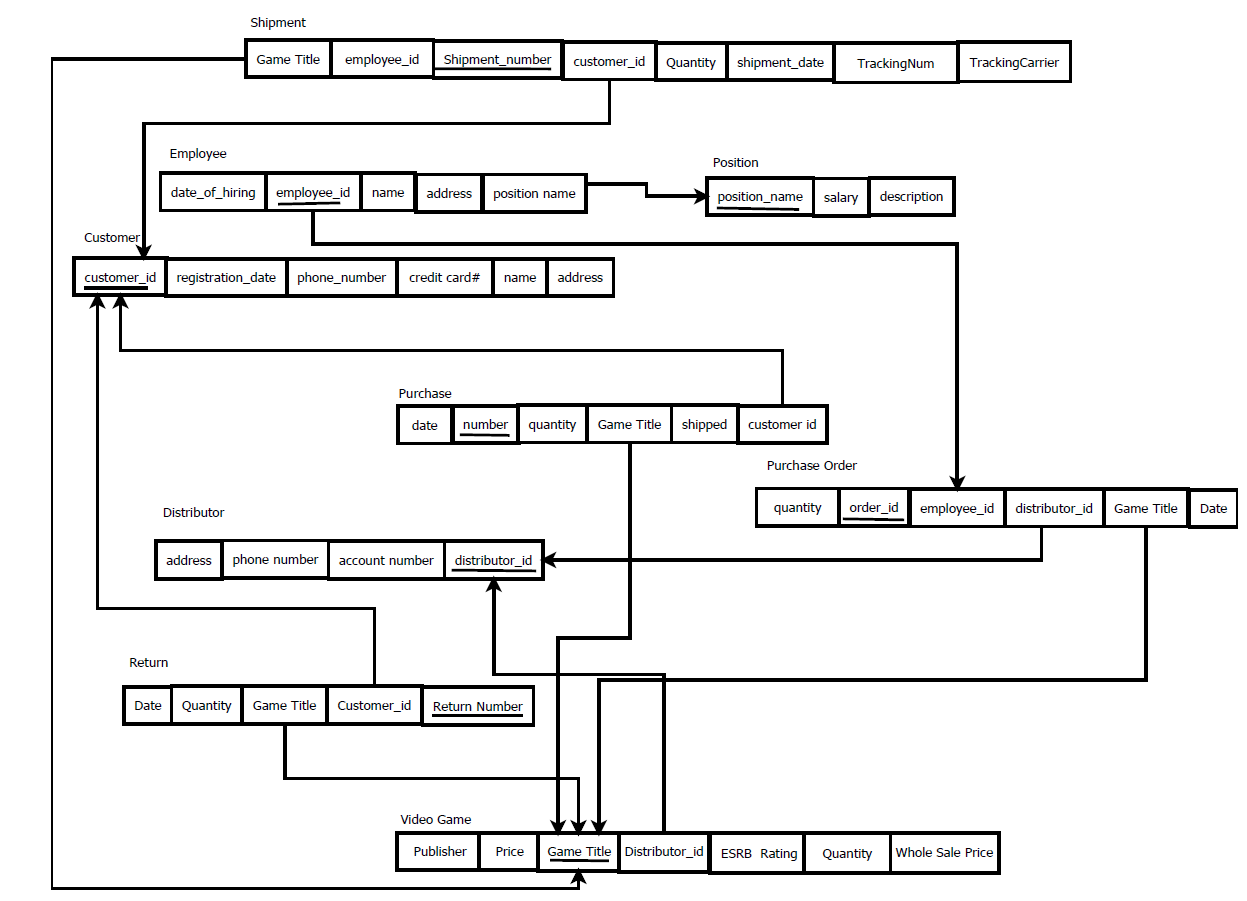 Shipment
Game Title employee_id Shipment_number customer_id Quantity shipment_date TrackingNum TrackingCarrier
Employee
date_of_hiring employee_id name address position name
Position
position_name salary description
Customer
customer_id registration_date phone_number credit card# name address
Purchase
date number quantity Game Title shipped customer id
Purchase Order
quantity order_id employee_id distributor_id Game Title Date
Distributor
address phone number account number distributor_id
Return
Date Quantity Game Title Customer_id Return Number
Video Game
Publisher Price Game Title Distributor_id ESRB Rating Quantity Whole Sale Price